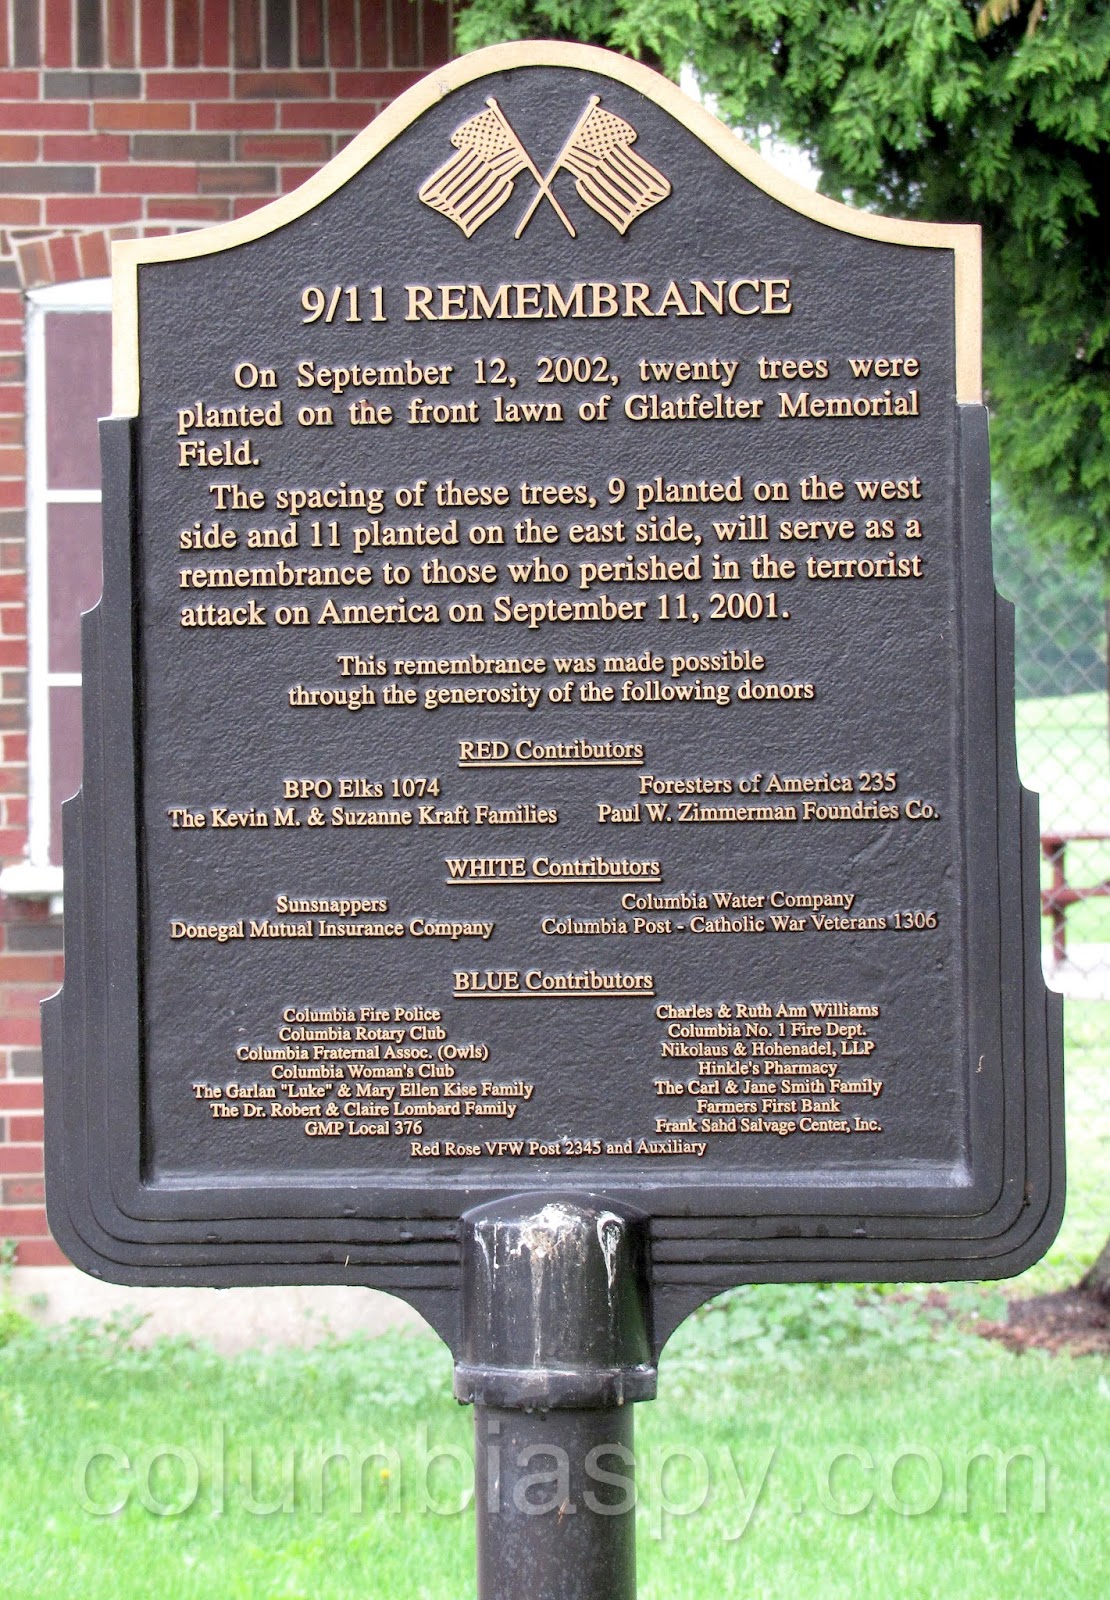 9/11 REMEMBRANCE
On September 12, 2002, twenty trees were
planted on the front lawn of Glatfelter Memorial
Field.
The spacing of these trees, 9 planted on the west
side and 11 planted on the east side, will serve as a
remembrance to those who perished in the terrorist
attack on America on September 11, 2001.
This remembrance was made possible
through the generosity of the following donors
RED Contributors
BPO Elks 1074
The Kevin M. & Suzanne Kraft Families
Foresters of America 235
Paul W. Zimmerman Foundries Co.
WHITE Contributors
Sunsnappers
Donegal Mutual Insurance Company
Columbia Water Company
Columbia Post - Catholic War Veterans 1306
BLUE Contributors
Columbia Fire Police
Columbia Rotary Club
Columbia Fraternal Assoc. (Owls)
Columbia Woman's Club
The Garlan "Luke" & Mary Ellen Kise Family
The Dr. Robert & Claire Lombard Family
GMP Local 376
Charles & Ruth Ann Williams
Columbia No. 1 Fire Dept.
Nikolaus & Hohenadel, LLP
Hinkle's Pharmacy
The Carl & Jane Smith Family
Farmers First Bank
Frank Sahd Salvage Center, Inc.
Red Rose VFW Post 2345 and Auxiliary
columbiaspy.com